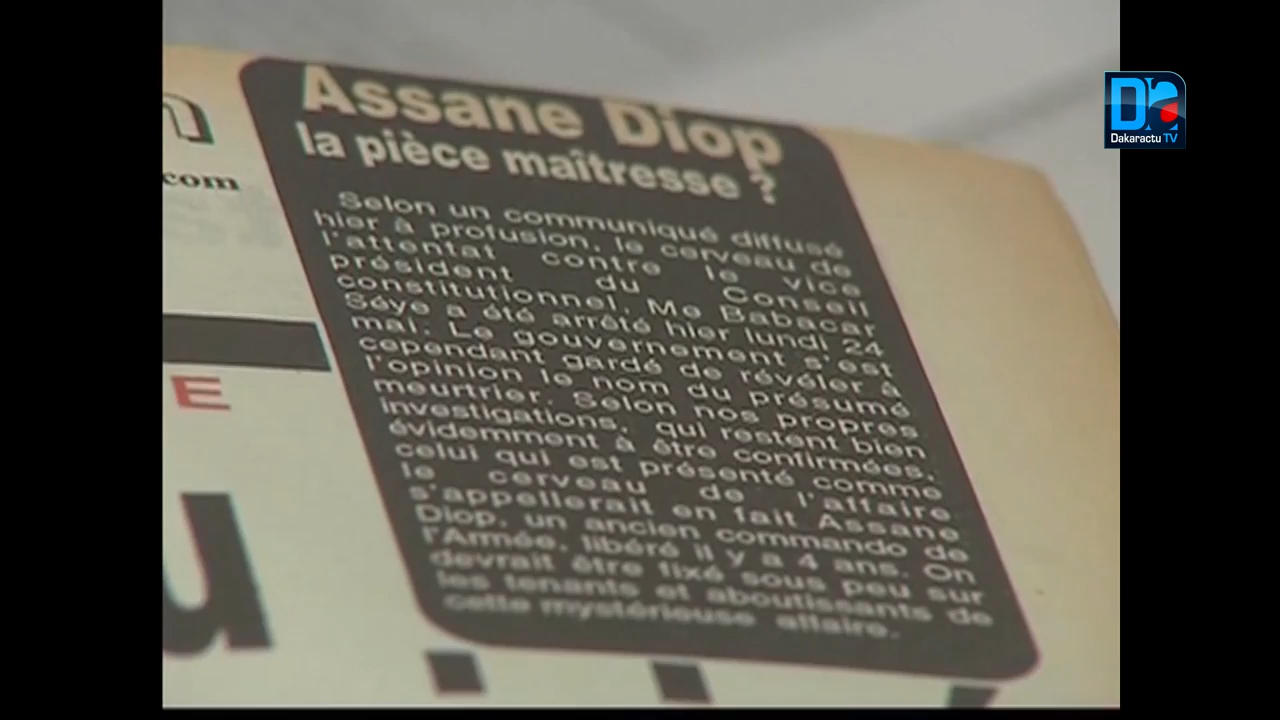 Assane Diop
la pièce maîtresse ?
Selon un communiqué diffusé
hier à profusion, le cerveau de
l'attentat contre le vice
président du Conseil
constitutionnel, Me Babacar
Séye a été arrêté hier lundi 24
mai. Le gouvernement s'est
cependant gardé de révéler à
l'opinion le nom du présumé
meurtrier. Selon nos propres
investigations, qui restent bien
évidemment à être confirmées,
celui qui est présenté comme
le cerveau de l'affaire
s'appellerait en fait Assane
Diop, un ancien commando de
l'Armée, libéré il y a 4 ans. On
devrait être fixé sous peu sur
les tenants et aboutissants de
cette mystérieuse affaire.
com
E
u
Dakaractu TV